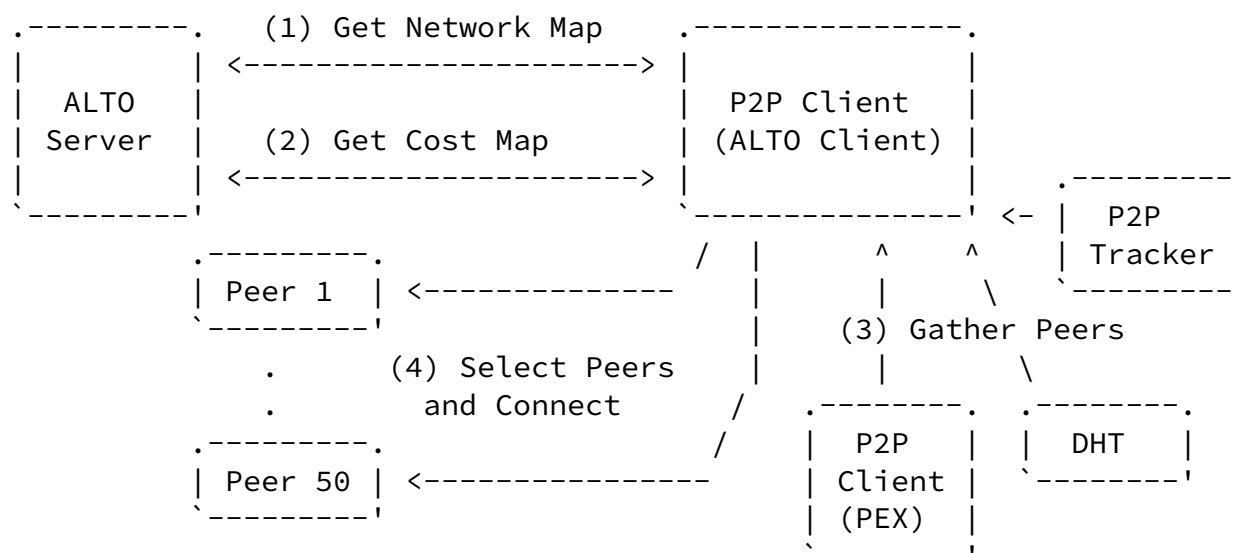 (1) Get Network Map
ALTO
Server
P2P Client
(ALTO Client)
(2) Get Cost Map
P2P
Tracker
Peer 1
(3) Gather Peers
(4) Select Peers
and Connect
Peer 50
P2P
Client
(PEX)
DHT